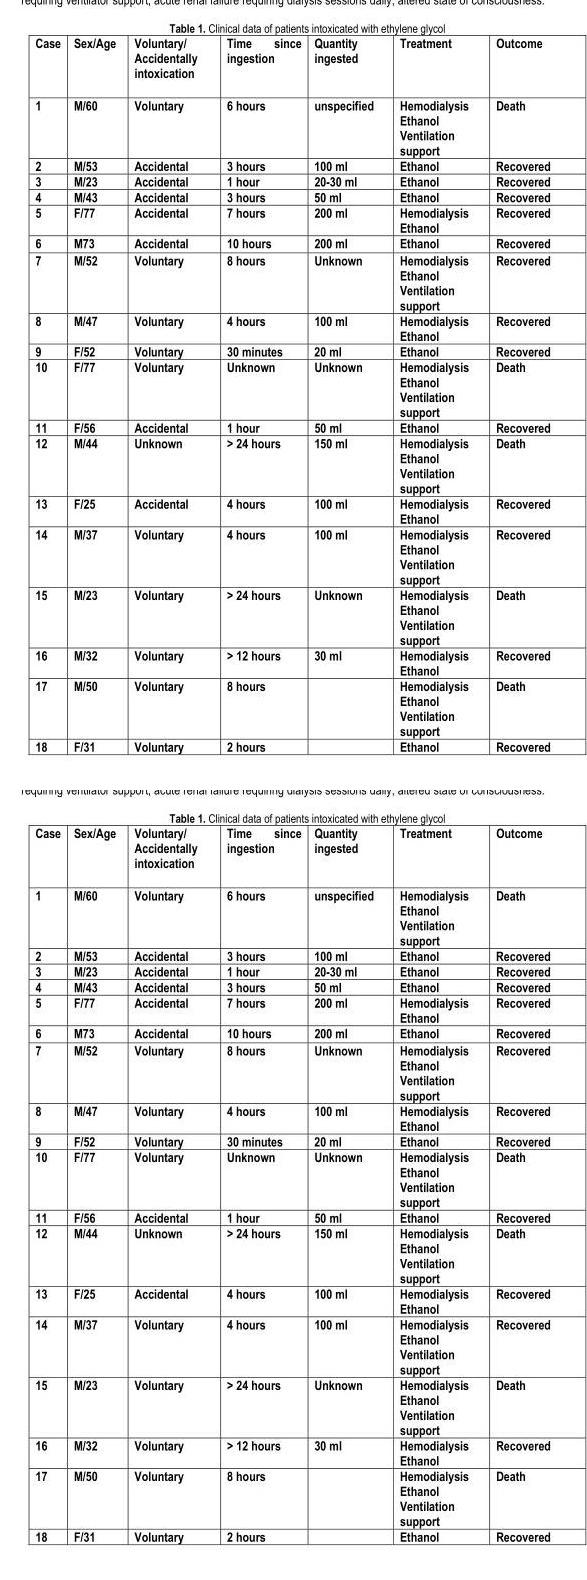 requiring ventilator support, acute renal failure requiring dialysis sessions daily, altered state of consciousness.
Table 1. Clinical data of patients intoxicated with ethylene glycol
Case Sex/Age Voluntary/ Time since Quantity Treatment Outcome
Accidentally ingestion ingested
intoxication
1 M/60 Voluntary 6 hours unspecified Hemodialysis Death
Ethanol
Ventilation
support
2 M/53 Accidental 3 hours 100 ml Ethanol Recovered
3 M/23 Accidental 1 hour 20-30 ml Ethanol Recovered
4 M/43 Accidental 3 hours 50 ml Ethanol Recovered
5 F/77 Accidental 7 hours 200 ml Hemodialysis Recovered
Ethanol
6 M73 Accidental 10 hours 200 ml Ethanol Recovered
7 M/52 Voluntary 8 hours Unknown Hemodialysis Recovered
Ethanol
Ventilation
support
8 M/47 Voluntary 4 hours 100 ml Hemodialysis Recovered
Ethanol
9 F/52 Voluntary 30 minutes 20 ml Ethanol Recovered
10 F/77 Voluntary Unknown Unknown Hemodialysis Death
Ethanol
Ventilation
support
11 F/56 Accidental 1 hour 50 ml Ethanol Recovered
12 M/44 Unknown > 24 hours 150 ml Hemodialysis Death
Ethanol
Ventilation
support
13 F/25 Accidental 4 hours 100 ml Hemodialysis Recovered
Ethanol
14 M/37 Voluntary 4 hours 100 ml Hemodialysis Recovered
Ethanol
Ventilation
support
15 M/23 Voluntary > 24 hours Unknown Hemodialysis Death
Ethanol
Ventilation
support
16 M/32 Voluntary > 12 hours 30 ml Hemodialysis Recovered
Ethanol
17 M/50 Voluntary 8 hours Hemodialysis Death
Ethanol
Ventilation
support
18 F/31 Voluntary 2 hours Ethanol Recovered
requiring ventilator support, acute renal failure requiring dialysis sessions daily, altered state of consciousness.
Table 1. Clinical data of patients intoxicated with ethylene glycol
Case Sex/Age Voluntary/ Time since Quantity Treatment Outcome
Accidentally ingestion ingested
intoxication
1 M/60 Voluntary 6 hours unspecified Hemodialysis Death
Ethanol
Ventilation
support
2 M/53 Accidental 3 hours 100 ml Ethanol Recovered
3 M/23 Accidental 1 hour 20-30 ml Ethanol Recovered
4 M/43 Accidental 3 hours 50 ml Ethanol Recovered
5 F/77 Accidental 7 hours 200 ml Hemodialysis Recovered
Ethanol
6 M73 Accidental 10 hours 200 ml Ethanol Recovered
7 M/52 Voluntary 8 hours Unknown Hemodialysis Recovered
Ethanol
Ventilation
support
8 M/47 Voluntary 4 hours 100 ml Hemodialysis Recovered
Ethanol
9 F/52 Voluntary 30 minutes 20 ml Ethanol Recovered
10 F/77 Voluntary Unknown Unknown Hemodialysis Death
Ethanol
Ventilation
support
11 F/56 Accidental 1 hour 50 ml Ethanol Recovered
12 M/44 Unknown > 24 hours 150 ml Hemodialysis Death
Ethanol
Ventilation
support
13 F/25 Accidental 4 hours 100 ml Hemodialysis Recovered
Ethanol
14 M/37 Voluntary 4 hours 100 ml Hemodialysis Recovered
Ethanol
Ventilation
support
15 M/23 Voluntary > 24 hours Unknown Hemodialysis Death
Ethanol
Ventilation
support
16 M/32 Voluntary > 12 hours 30 ml Hemodialysis Recovered
Ethanol
17 M/50 Voluntary 8 hours Hemodialysis Death
Ethanol
Ventilation
support
18 F/31 Voluntary 2 hours Ethanol Recovered